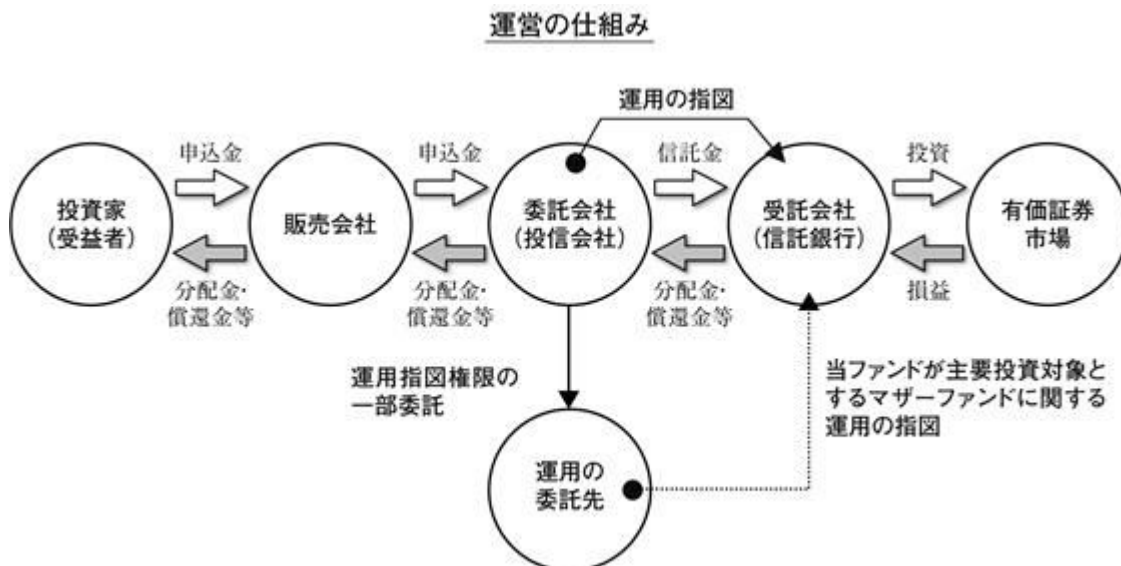 運営の仕組み
運用の指図
申込金
申込金
信託金
投資
投資家
（受益者）
販売会社
委託会社
（投信会社）
受託会社
（信託銀行）
有価証券
市場
分配金・
償還金等
分配金・
償還金等
分配金・
償還金等
損益
運用指図権限の
一部委託
当ファンドが主要投資対象と
するマザーファンドに関する
運用の指図
運用の
委託先